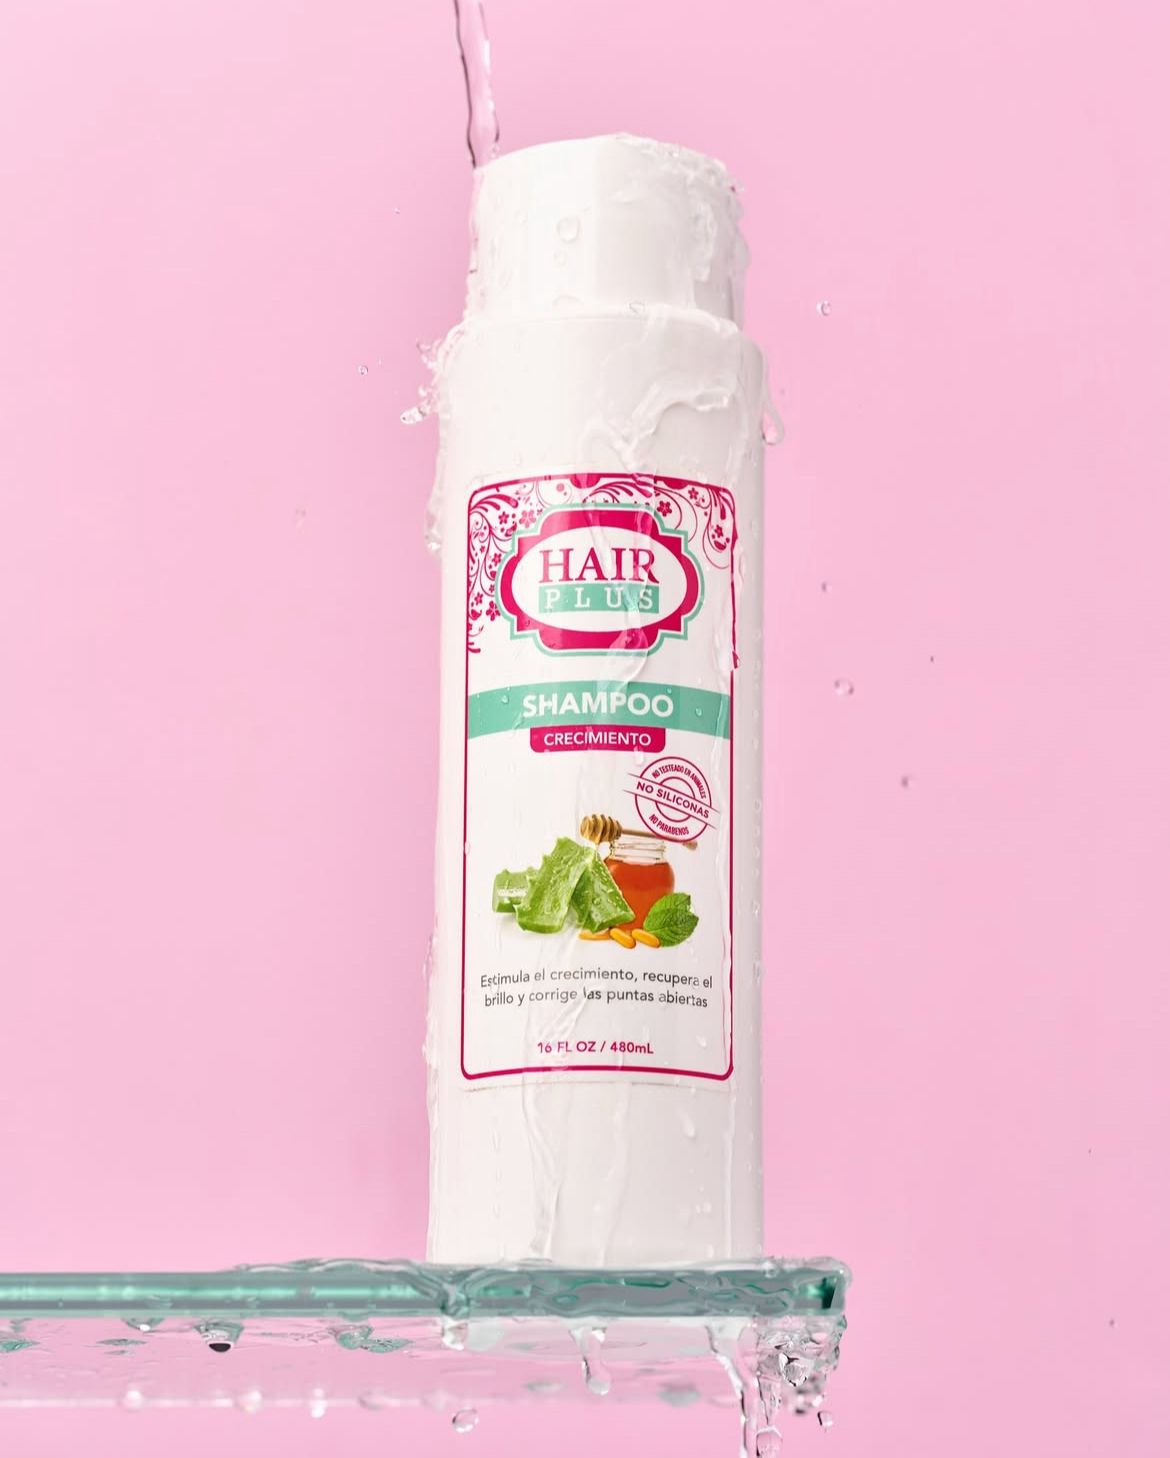 HAIR
PLUS
SHAMPOO
CRECIMIENTO
NO TESTEADO EN ANIMALES
NO SILICONAS
NO PARABENOS
Estimula el crecimiento, recupera el
brillo y corrige las puntas abiertas
16 FL OZ / 480mL